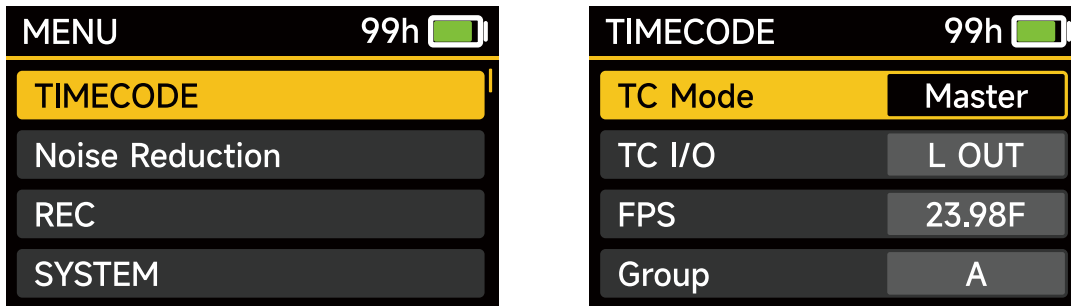 MENU 99h
TIMECODE
Noise Reduction
REC
SYSTEM
TIMECODE 99h
TC Mode Master
TC I/O L OUT
FPS 23.98F
Group A